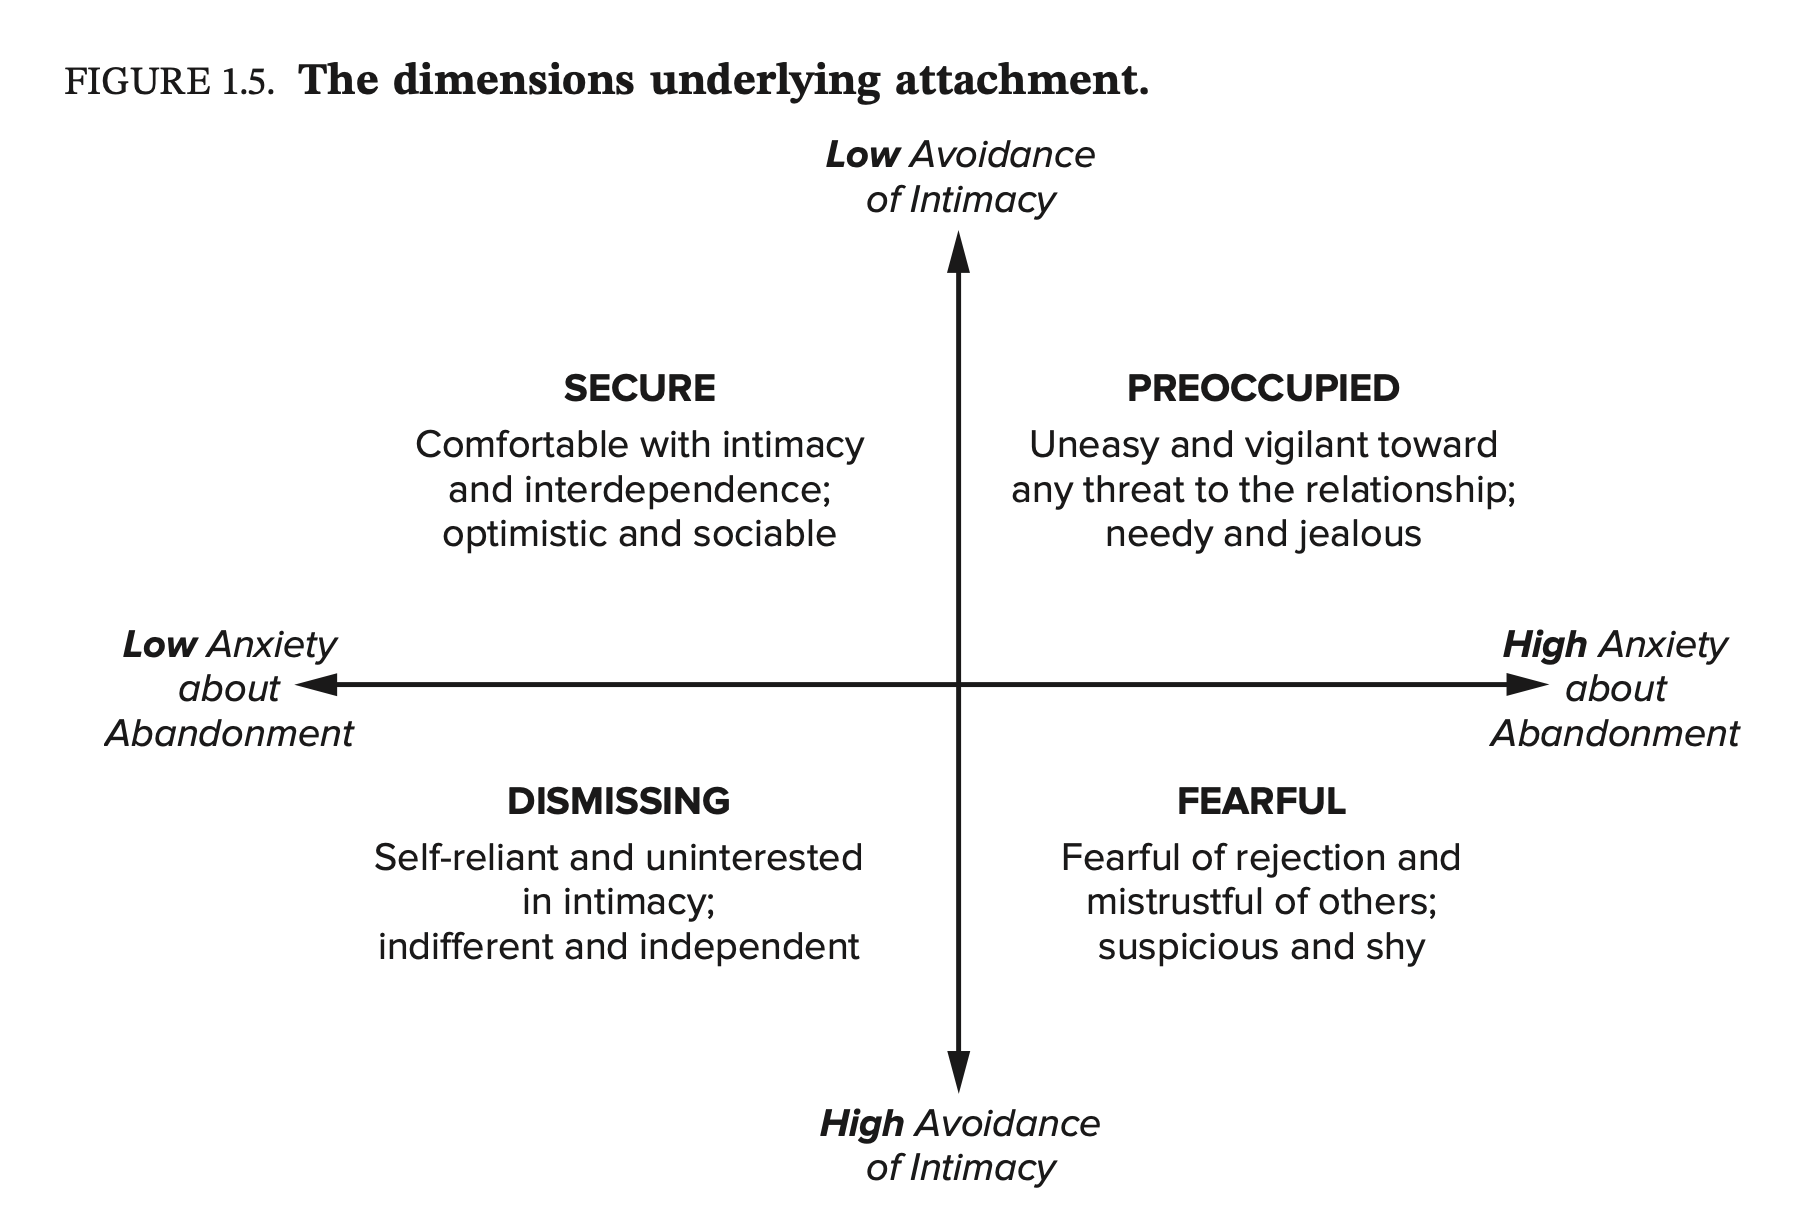 FIGURE 1.5. The dimensions underlying attachment.
Low Avoidance
of Intimacy
SECURE
Comfortable with intimacy
and interdependence;
optimistic and sociable
PREOCCUPIED
Uneasy and vigilant toward
any threat to the relationship;
needy and jealous
Low Anxiety
about
Abandonment
High Anxiety
about
Abandonment
DISMISSING
Self-reliant and uninterested
in intimacy;
indifferent and independent
FEARFUL
Fearful of rejection and
mistrustful of others;
suspicious and shy
High Avoidance
of Intimacy